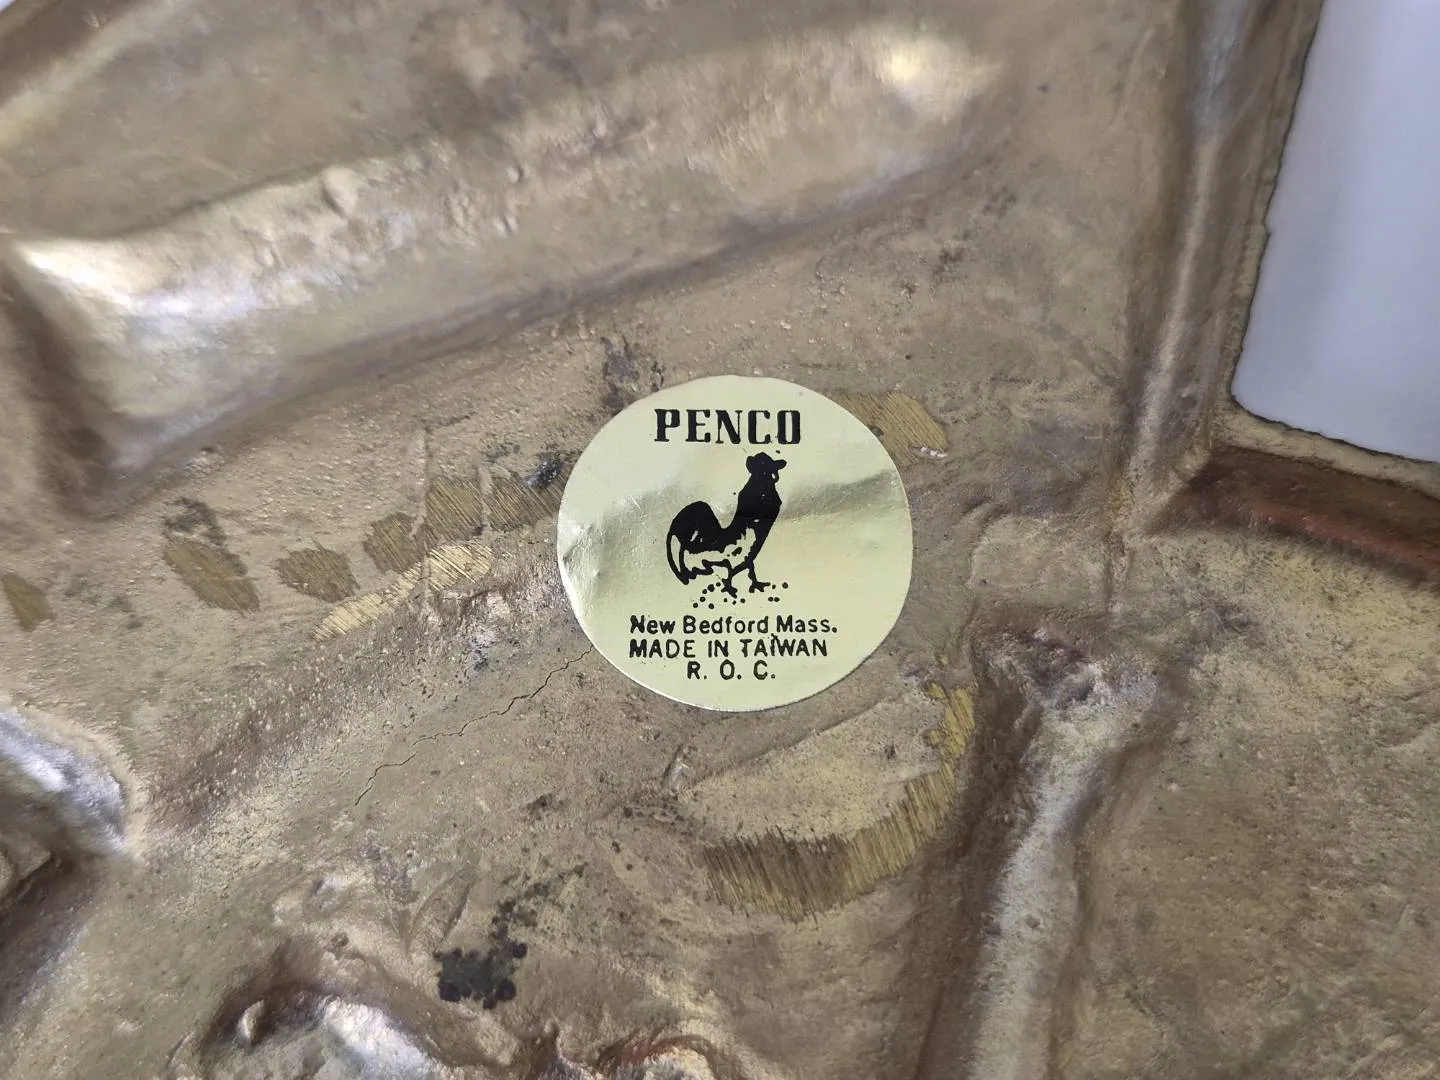 PENCO
New Bedford Mass.
MADE IN TAIWAN
R. O. C.